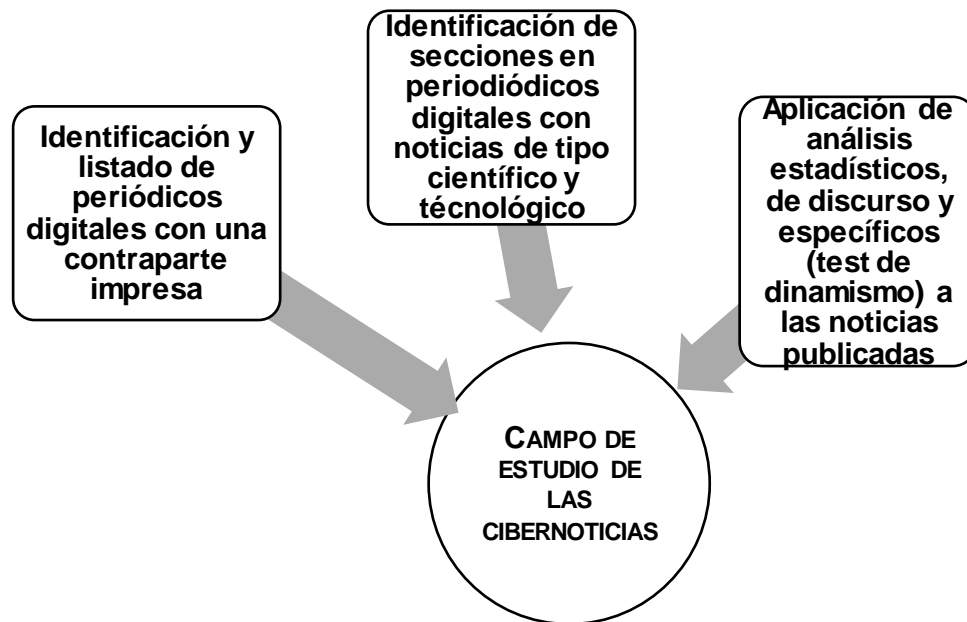 Identificación y
listado de
periódicos
digitales con una
contraparte
impresa
Identificación de
secciones en
periodiódicos
digitales con
noticias de tipo
científico y
técnológico
Aplicación de
análisis
estadísticos,
de discurso y
específicos
(test de
dinamismo) a
las noticias
publicadas
CAMPO DE
ESTUDIO DE
LAS
CIBERNOTICIAS